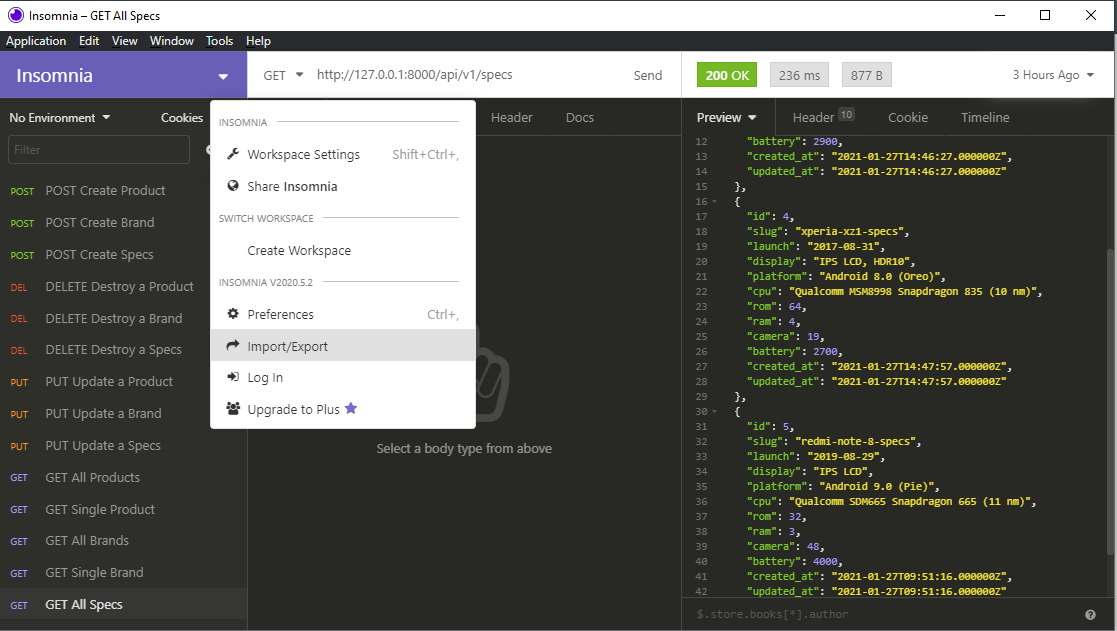 Insomnia – GET All Specs
Application Edit View Window Tools Help
Insomnia
GET http://127.0.0.1:8000/api/v1/specs Send
200 OK 236 ms 877 B 3 Hours Ago
No Environment Cookies
Filter
POST POST Create Product
POST POST Create Brand
POST POST Create Specs
DEL DELETE Destroy a Product
DEL DELETE Destroy a Brand
DEL DELETE Destroy a Specs
PUT PUT Update a Product
PUT PUT Update a Brand
PUT PUT Update a Specs
GET GET All Products
GET GET Single Product
GET GET All Brands
GET GET Single Brand
GET GET All Specs
INSOMNIA
Workspace Settings Shift+Ctrl+,
Share Insomnia
SWITCH WORKSPACE
Create Workspace
INSOMNIA V2020.5.2
Preferences Ctrl+,
Import/Export
Log In
Upgrade to Plus
Header Docs
Select a body type from above
Preview Header 10 Cookie Timeline
12 "battery": 2900,
13 "created_at": "2021-01-27T14:46:27.000000Z",
14 "updated_at": "2021-01-27T14:46:27.000000Z"
15 },
16 {
17 "id": 4,
18 "slug": "xperia-xz1-specs",
19 "launch": "2017-08-31",
20 "display": "IPS LCD, HDR10",
21 "platform": "Android 8.0 (Oreo)",
22 "cpu": "Qualcomm MSM8998 Snapdragon 835 (10 nm)",
23 "rom": 64,
24 "ram": 4,
25 "camera": 19,
26 "battery": 2700,
27 "created_at": "2021-01-27T14:47:57.000000Z",
28 "updated_at": "2021-01-27T14:47:57.000000Z"
29 },
30 {
31 "id": 5,
32 "slug": "redmi-note-8-specs",
33 "launch": "2019-08-29",
34 "display": "IPS LCD",
35 "platform": "Android 9.0 (Pie)",
36 "cpu": "Qualcomm SDM665 Snapdragon 665 (11 nm)",
37 "rom": 32,
38 "ram": 3,
39 "camera": 48,
40 "battery": 4000,
41 "created_at": "2021-01-27T09:51:16.000000Z",
42 "updated_at": "2021-01-27T09:51:16.000000Z"
$.store.books[*].author